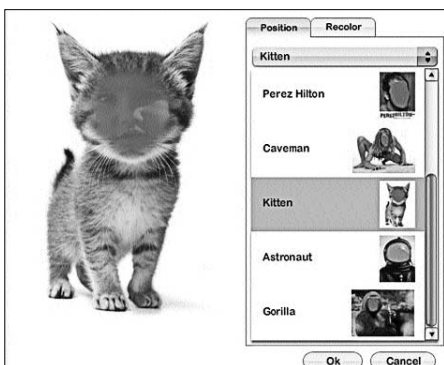 Position
Recolor
Kitten
Perez Hilton
Caveman
Kitten
Astronaut
Gorilla
Ok
Cancel